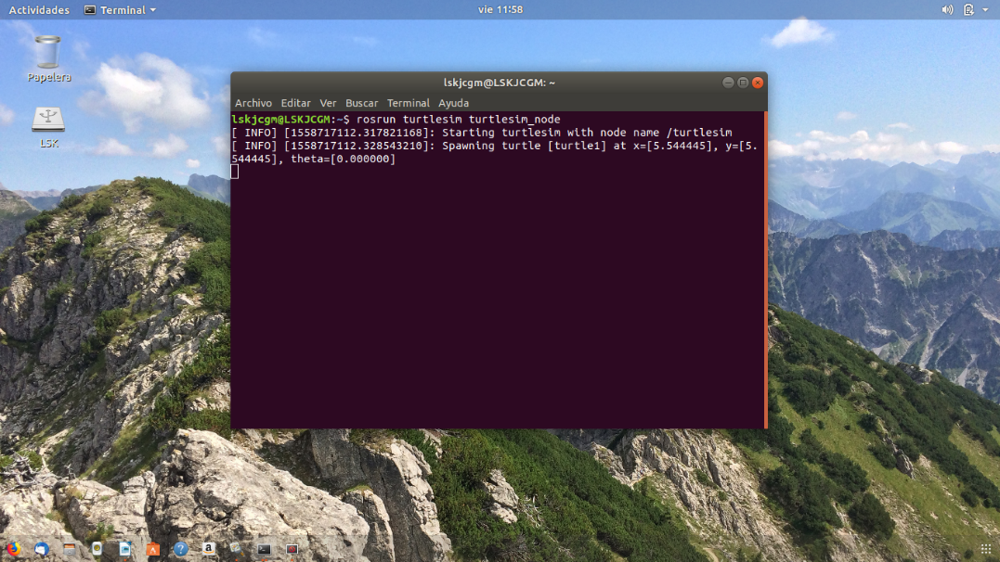 Actividades
Terminal
vie 11:58
Papelera
LSK
lskjcgm@LSKJCGM: ~
Archivo Editar Ver Buscar Terminal Ayuda
lskjcgm@LSKJCGM:~$ rosrun turtlesim turtlesim_node
[ INFO] [1558717112.317821168]: Starting turtlesim with node name /turtlesim
[ INFO] [1558717112.328543210]: Spawning turtle [turtle1] at x=[5.544445], y=[5.
544445], theta=[0.000000]